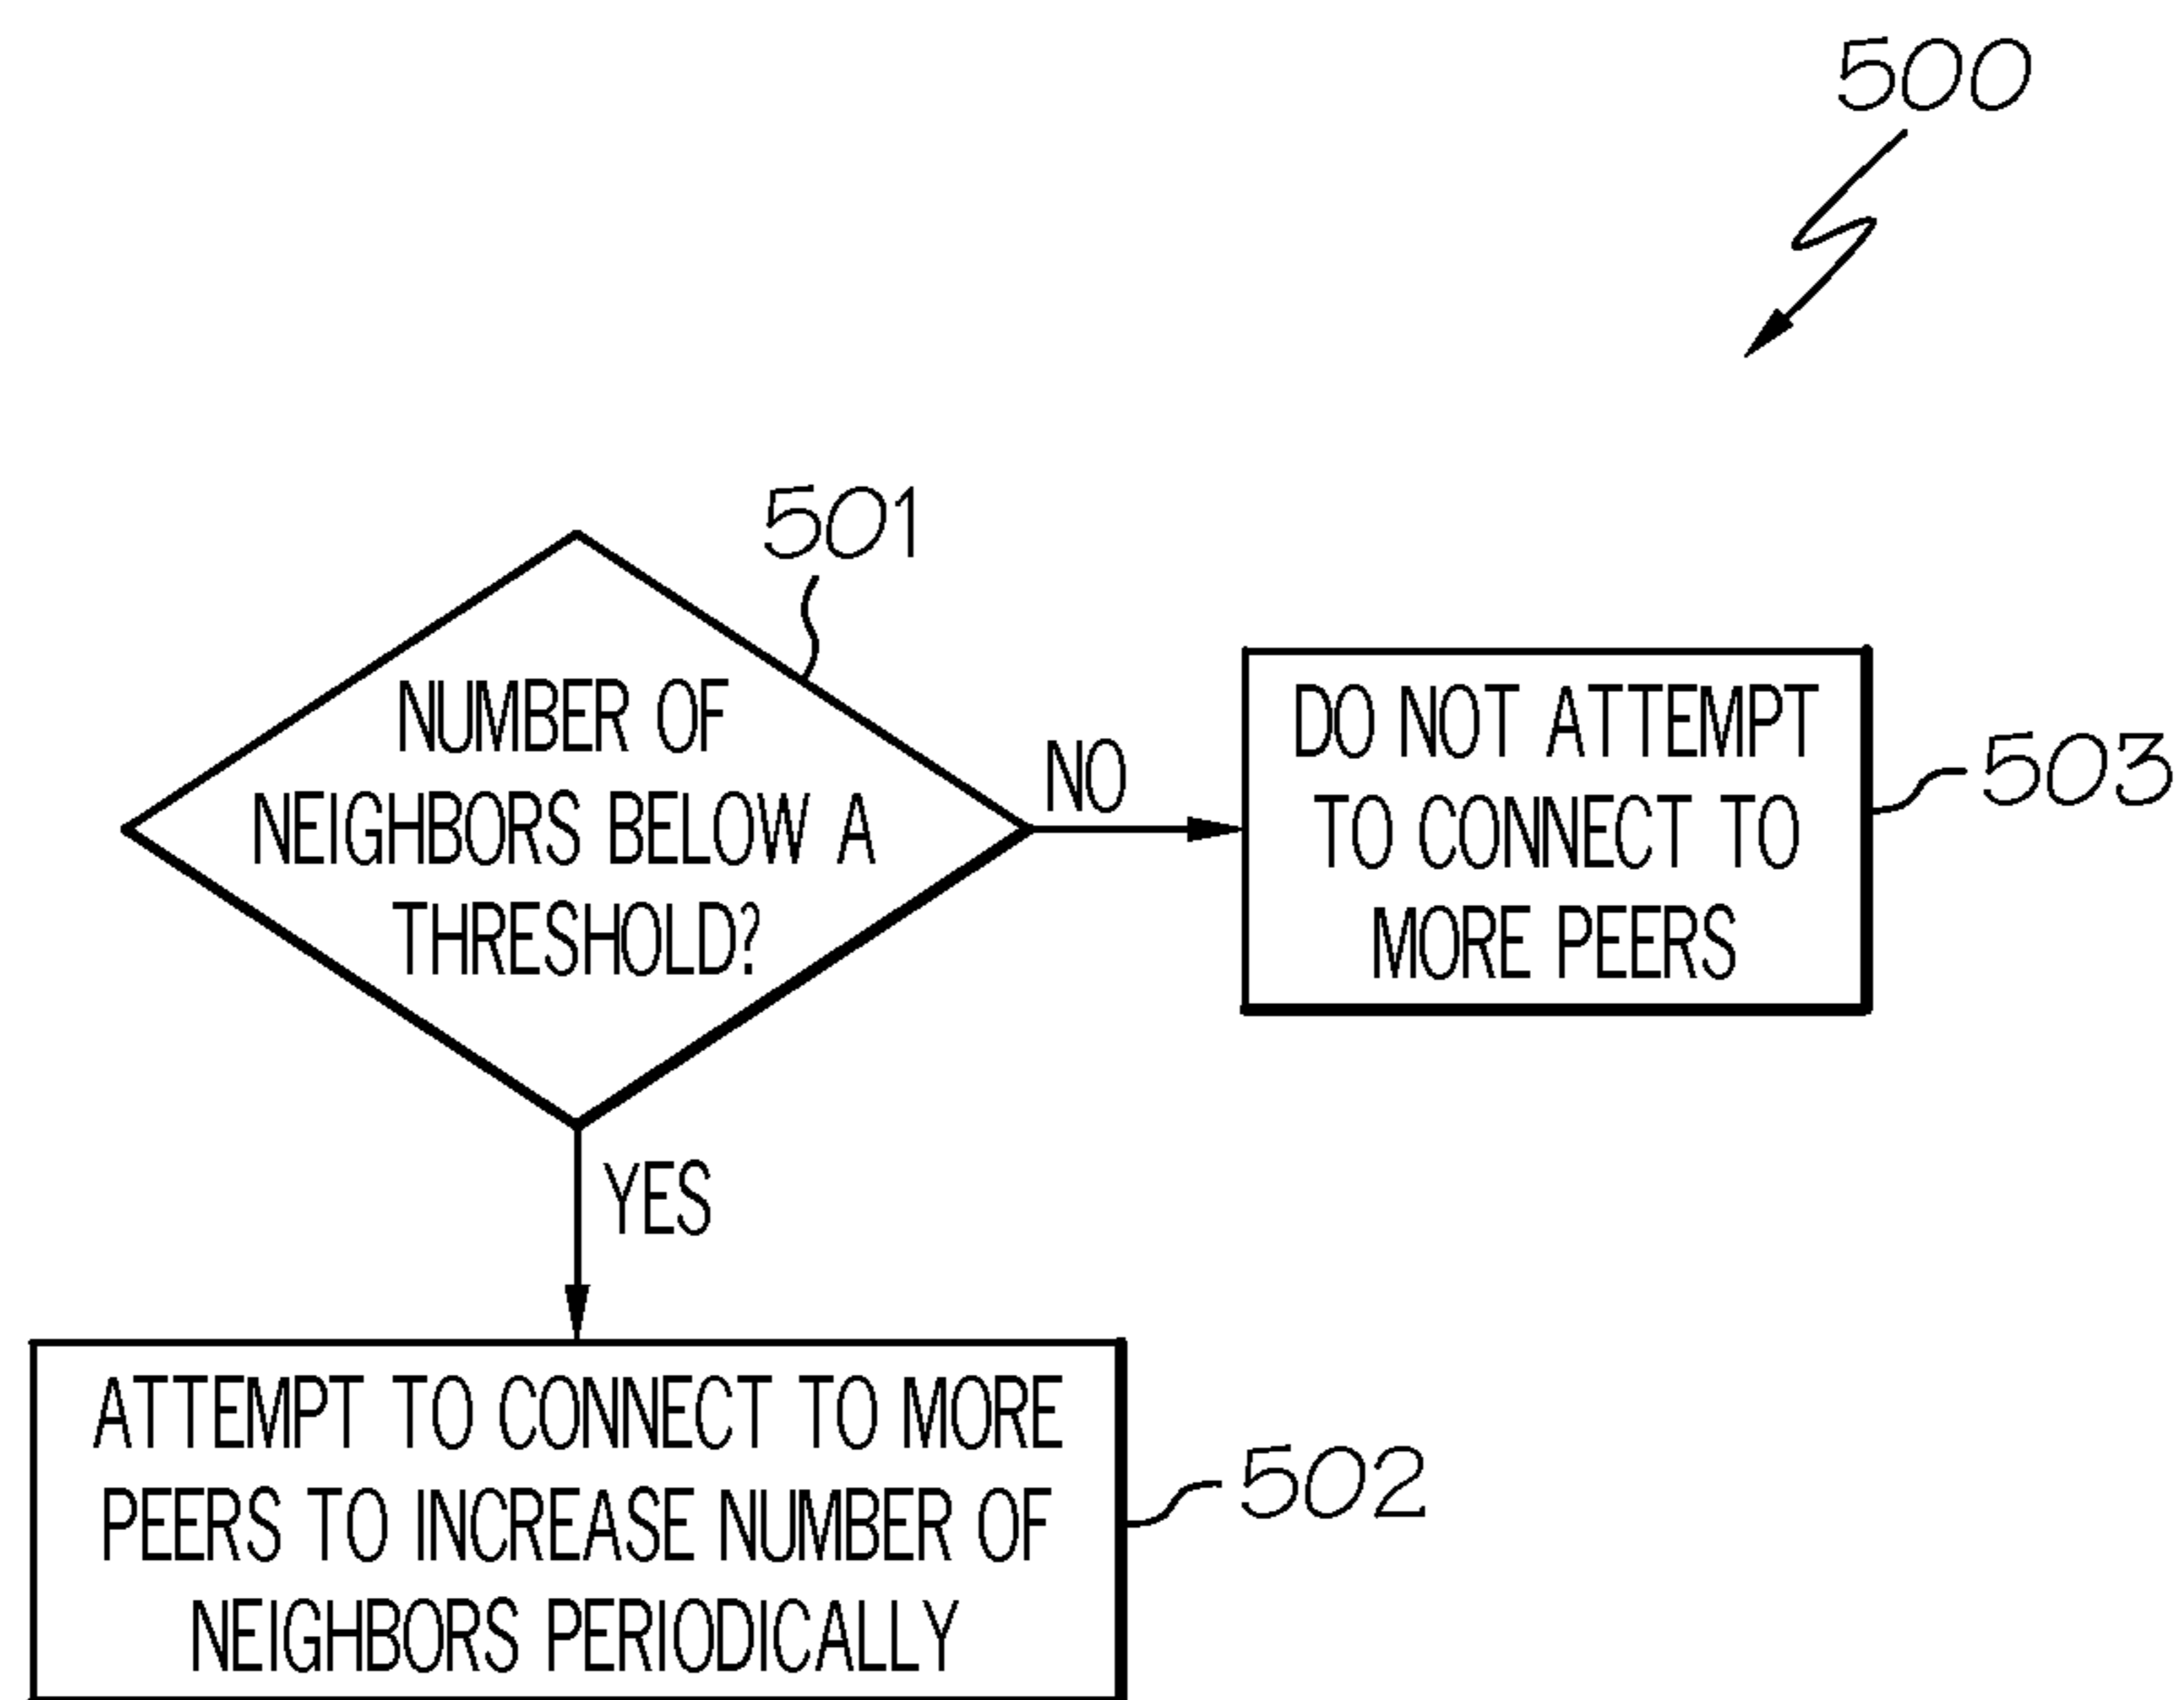 500
501
NUMBER OF
NEIGHBORS BELOW A
THRESHOLD?
NO
DO NOT ATTEMPT
TO CONNECT TO
MORE PEERS
503
YES
ATTEMPT TO CONNECT TO MORE
PEERS TO INCREASE NUMBER OF
NEIGHBORS PERIODICALLY
502